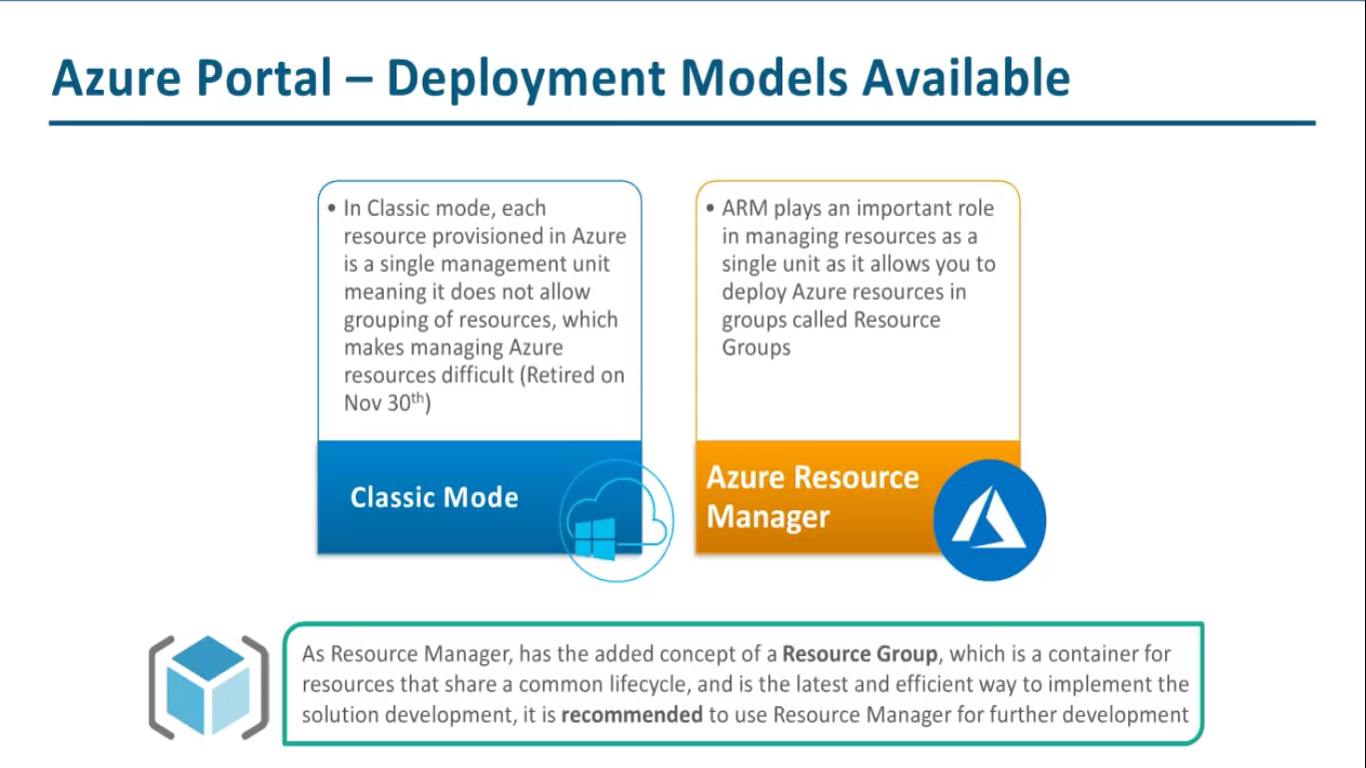 Azure Portal – Deployment Models Available
• In Classic mode, each
resource provisioned in Azure
is a single management unit
meaning it does not allow
grouping of resources, which
makes managing Azure
resources difficult (Retired on
Nov 30th)
Classic Mode
• ARM plays an important role
in managing resources as a
single unit as it allows you to
deploy Azure resources in
groups called Resource
Groups
Azure Resource
Manager
As Resource Manager, has the added concept of a Resource Group, which is a container for
resources that share a common lifecycle, and is the latest and efficient way to implement the
solution development, it is recommended to use Resource Manager for further development